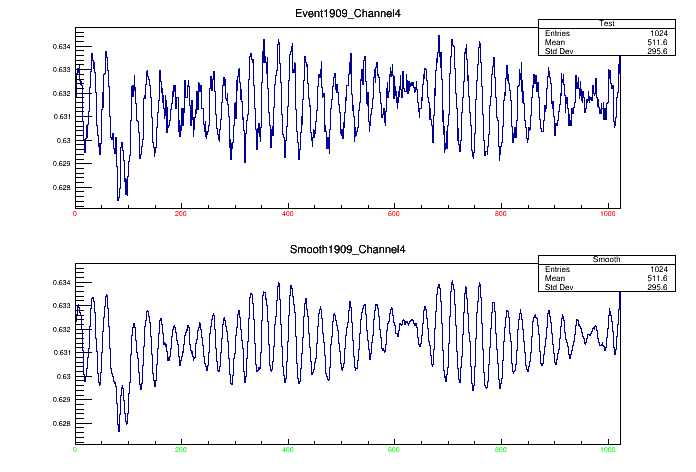 Event1909_Channel4
Test
Entries 1024
Mean 511.6
Std Dev 295.6
0.634
0.633
0.632
0.631
0.63
0.629
0.628
0 200 400 600 800 1000
Smooth1909_Channel4
Smooth
Entries 1024
Mean 511.6
Std Dev 295.6
0.634
0.633
0.632
0.631
0.63
0.629
0.628
0 200 400 600 800 1000